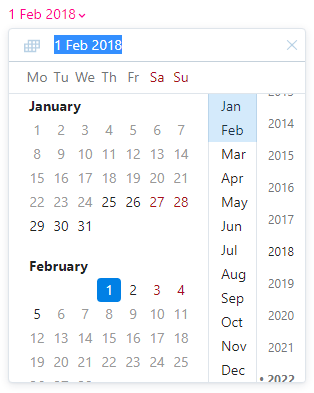 1 Feb 2018
1 Feb 2018
Mo Tu We Th Fr Sa Su
January
1 2 3 4 5 6 7
8 9 10 11 12 13 14
15 16 17 18 19 20 21
22 23 24 25 26 27 28
29 30 31
February
1 2 3 4
5 6 7 8 9 10 11
12 13 14 15 16 17 18
19 20 21 22 23 24 25
Jan
Feb
Mar
Apr
May
Jun
Jul
Aug
Sep
Oct
Nov
Dec
2014
2015
2016
2017
2018
2019
2020
2021
2022